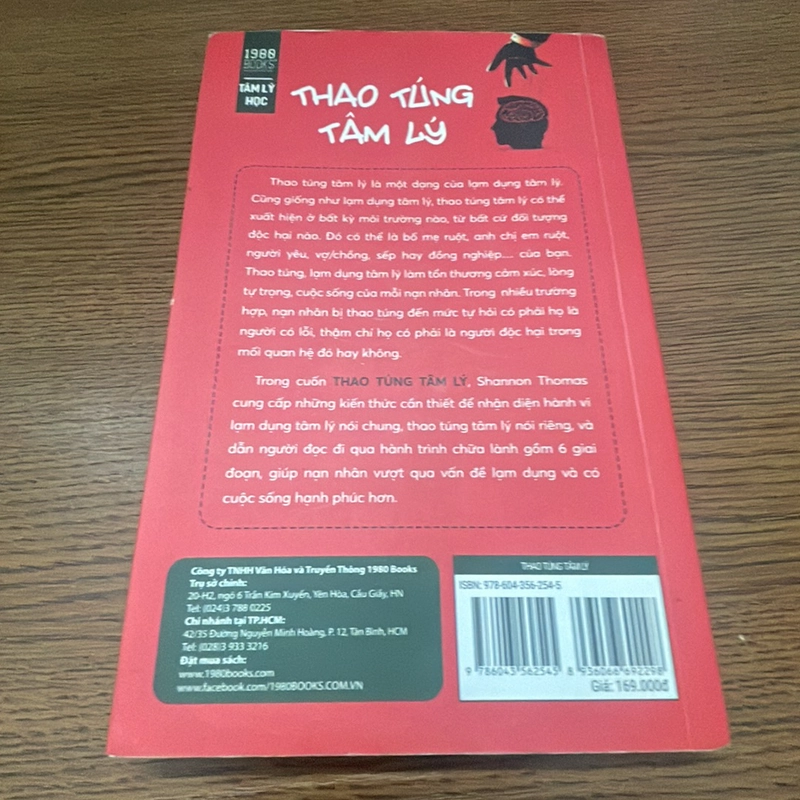 1980
BOOKS
TÂM LÝ
HỌC
THAO TÚNG
TÂM LÝ
Thao túng tâm lý là một dạng của lạm dụng tâm lý.
Cũng giống như lạm dụng tâm lý, thao túng tâm lý có thể
xuất hiện ở bất kỳ môi trường nào, từ bất cứ đối tượng
độc hại nào. Đó có thể là bố mẹ ruột, anh chị em ruột,
người yêu, vợ/chồng, sếp hay đồng nghiệp.... của bạn.
Thao túng, lạm dụng tâm lý làm tổn thương cảm xúc, lòng
tự trọng, cuộc sống của mỗi nạn nhân. Trong nhiều trường
hợp, nạn nhân bị thao túng đến mức tự hỏi có phải họ là
người có lỗi, thậm chí họ có phải là người độc hại trong
mối quan hệ đó hay không.
Trong cuốn THAO TÚNG TÂM LÝ, Shannon Thomas
cung cấp những kiến thức cần thiết để nhận diện hành vi
lạm dụng tâm lý nói chung, thao túng tâm lý nói riêng, và
dẫn người đọc đi qua hành trình chữa lành gồm 6 giai
đoạn, giúp nạn nhân vượt qua vấn đề lạm dụng và có
cuộc sống hạnh phúc hơn.
Công ty TNHH Văn Hóa và Truyền Thông 1980 Books
Trụ sở chính:
20-H2, ngõ 6 Trần Kim Xuyến, Yên Hòa, Cầu Giấy, HN
Tel: (024)3 788 0225
Chi nhánh tại TP.HCM:
42/35 Đường Nguyễn Minh Hoàng, P. 12, Tân Bình, HCM
Tel: (028)3 933 3216
Đặt mua sách:
www.1980books.com
www.facebook.com/1980BOOKS.COM.VN
THAO TÚNG TÂM LÝ
ISBN: 978-604-356-254-5
9 786043 562543
8 936066 692298
Giá: 169.000đ